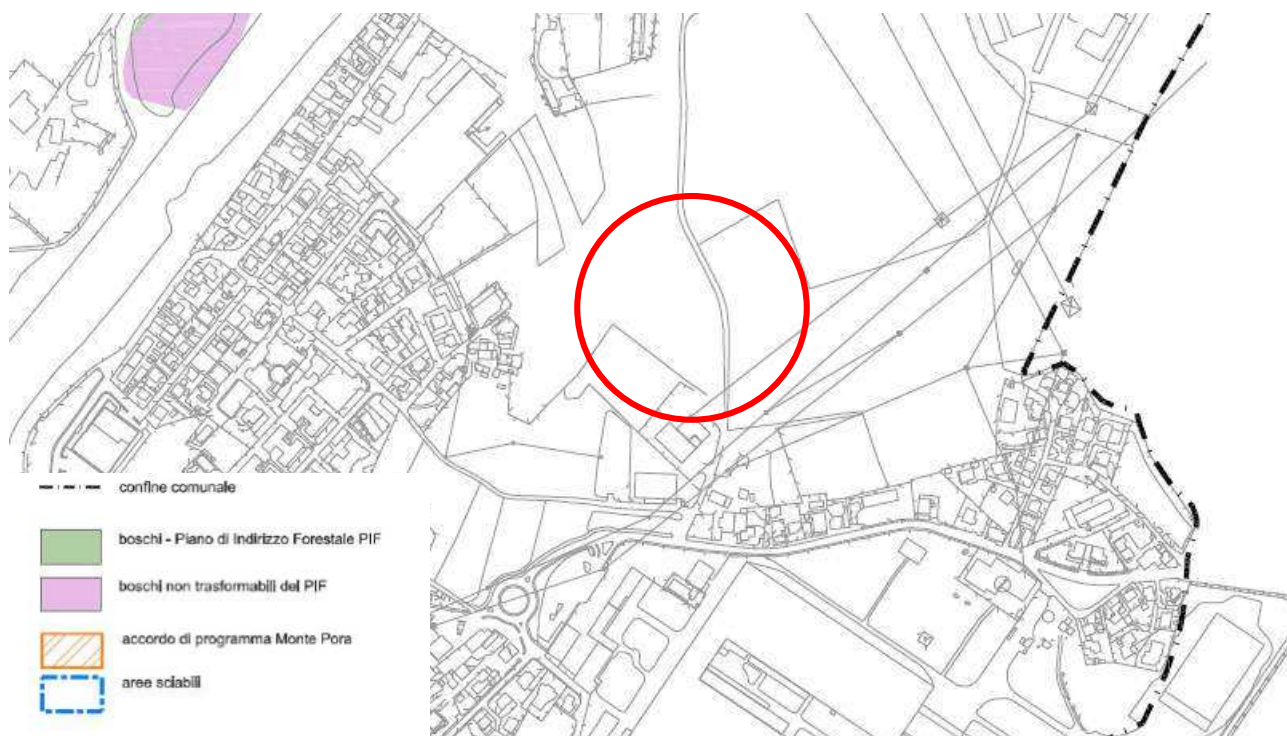 confine comunale
boschi - Piano di Indirizzo Forestale PIF
boschi non trasformabili del PIF
accordo di programma Monte Pora
aree sciabili